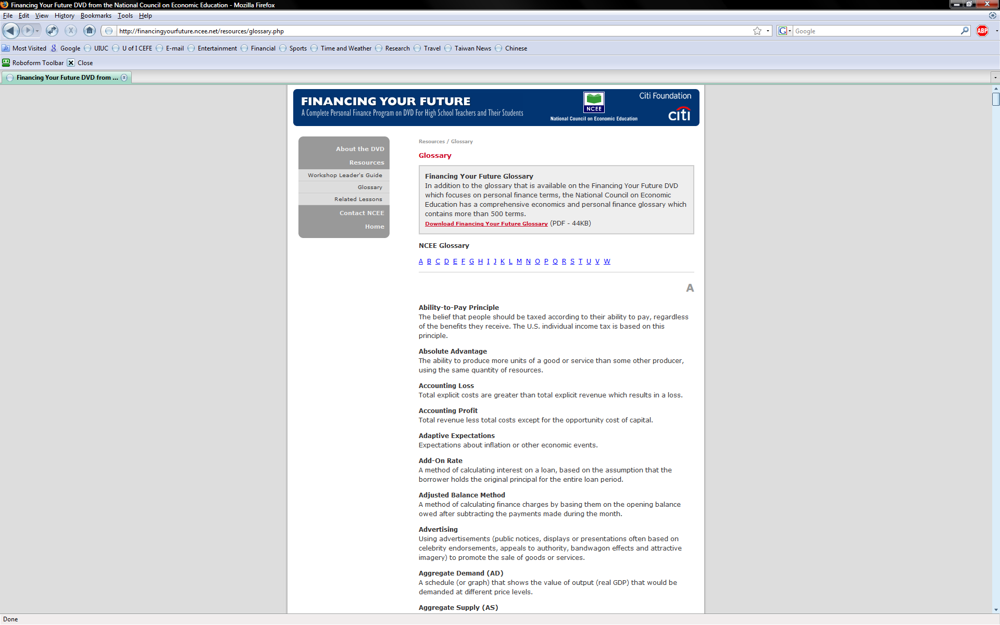 Financing Your Future DVD from the National Council on Economic Education - Mozilla Firefox
File Edit View History Bookmarks Tools Help
http://financingyourfuture.ncee.net/resources/glossary.php
G Google
ABP
Most Visited Google UIUC U of I CEFE E-mail Entertainment Financial Sports Time and Weather Research Travel Taiwan News Chinese
Roboform Toolbar Close
Financing Your Future DVD from ...
FINANCING YOUR FUTURE
A Complete Personal Finance Program on DVD For High School Teachers and Their Students
NCEE
National Council on Economic Education
Citi Foundation
citi
About the DVD
Resources
Workshop Leader's Guide
Glossary
Related Lessons
Contact NCEE
Home
Resources / Glossary
Glossary
Financing Your Future Glossary
In addition to the glossary that is available on the Financing Your Future DVD
which focuses on personal finance terms, the National Council on Economic
Education has a comprehensive economics and personal finance glossary which
contains more than 500 terms.
Download Financing Your Future Glossary (PDF - 44KB)
NCEE Glossary
A B C D E F G H I J K L M N O P Q R S T U V W
A
Ability-to-Pay Principle
The belief that people should be taxed according to their ability to pay, regardless
of the benefits they receive. The U.S. individual income tax is based on this
principle.
Absolute Advantage
The ability to produce more units of a good or service than some other producer,
using the same quantity of resources.
Accounting Loss
Total explicit costs are greater than total explicit revenue which results in a loss.
Accounting Profit
Total revenue less total costs except for the opportunity cost of capital.
Adaptive Expectations
Expectations about inflation or other economic events.
Add-On Rate
A method of calculating interest on a loan, based on the assumption that the
borrower holds the original principal for the entire loan period.
Adjusted Balance Method
A method of calculating finance charges by basing them on the opening balance
owed after subtracting the payments made during the month.
Advertising
Using advertisements (public notices, displays or presentations often based on
celebrity endorsements, appeals to authority, bandwagon effects and attractive
imagery) to promote the sale of goods or services.
Aggregate Demand (AD)
A schedule (or graph) that shows the value of output (real GDP) that would be
demanded at different price levels.
Aggregate Supply (AS)
Done